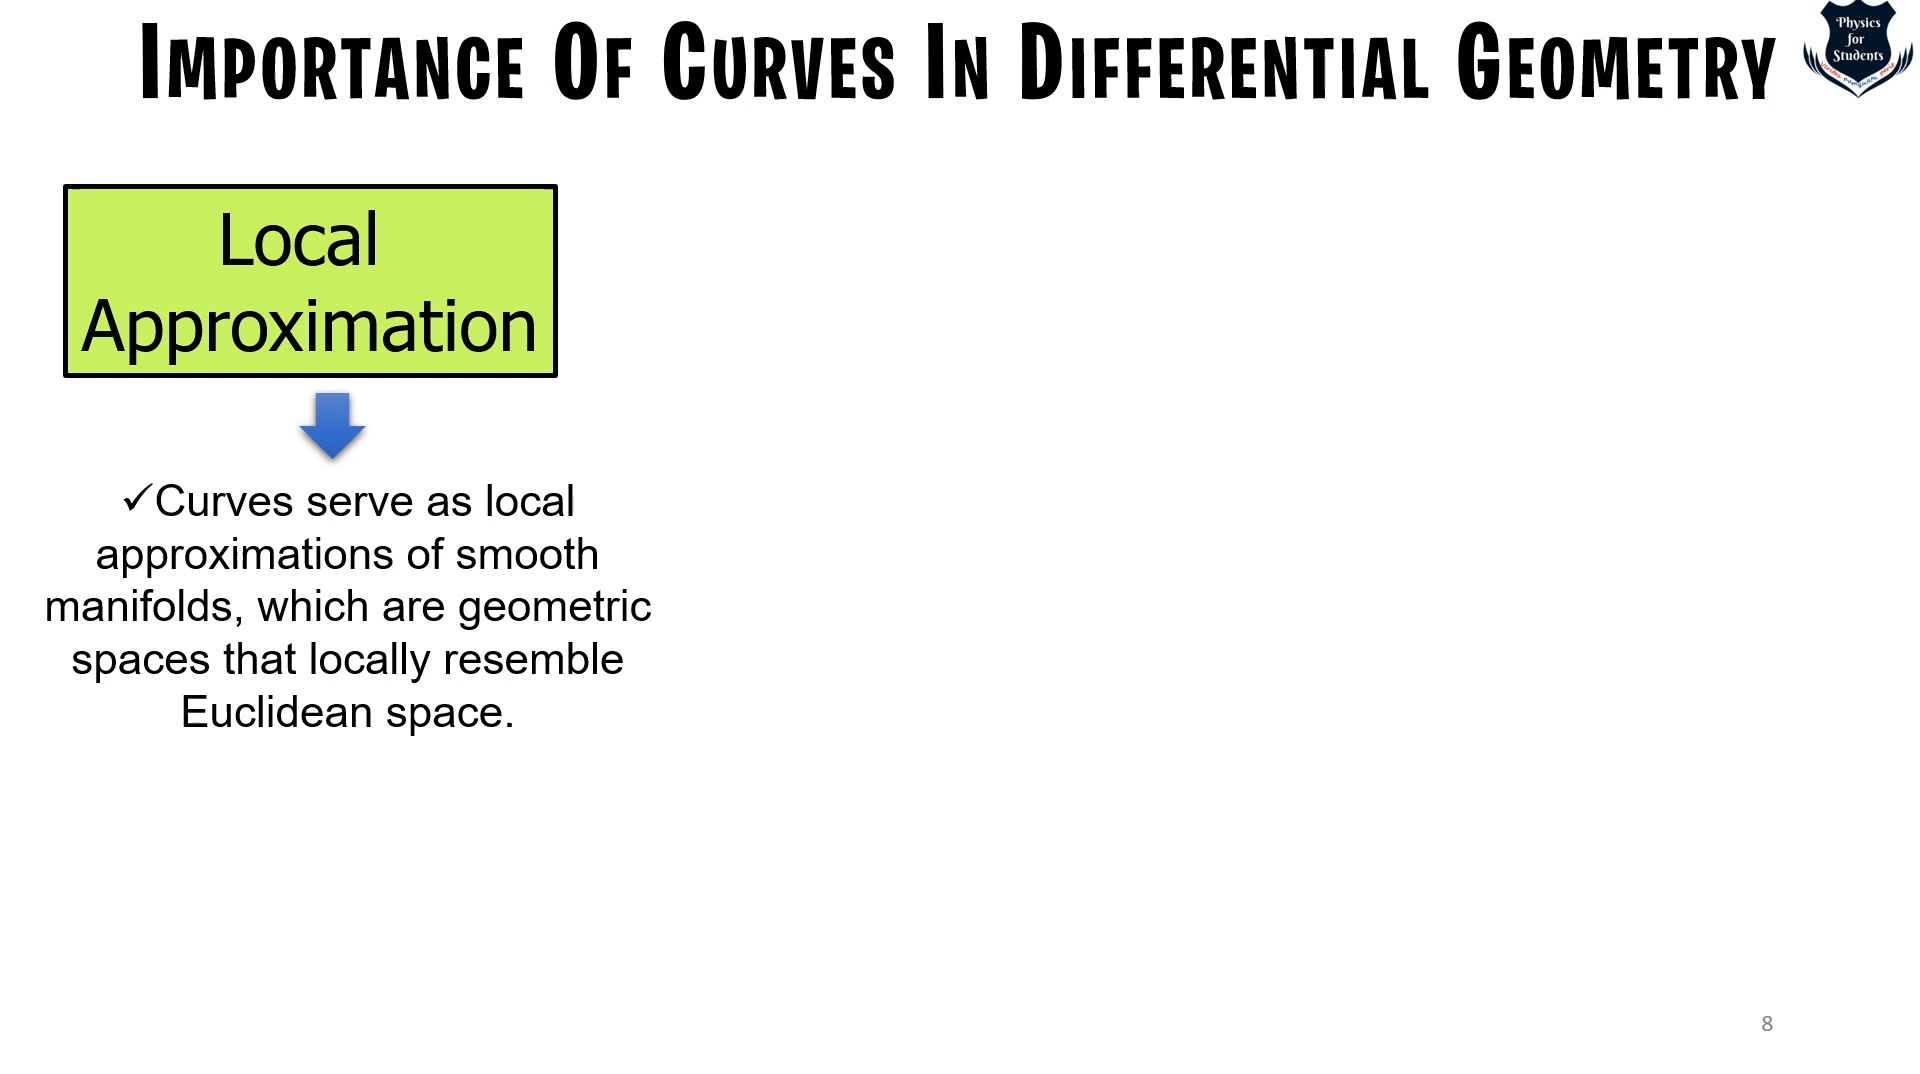 IMPORTANCE OF CURVES IN DIFFERENTIAL GEOMETRY
Physics
for
Students
Local
Approximation
✓Curves serve as local
approximations of smooth
manifolds, which are geometric
spaces that locally resemble
Euclidean space.
8